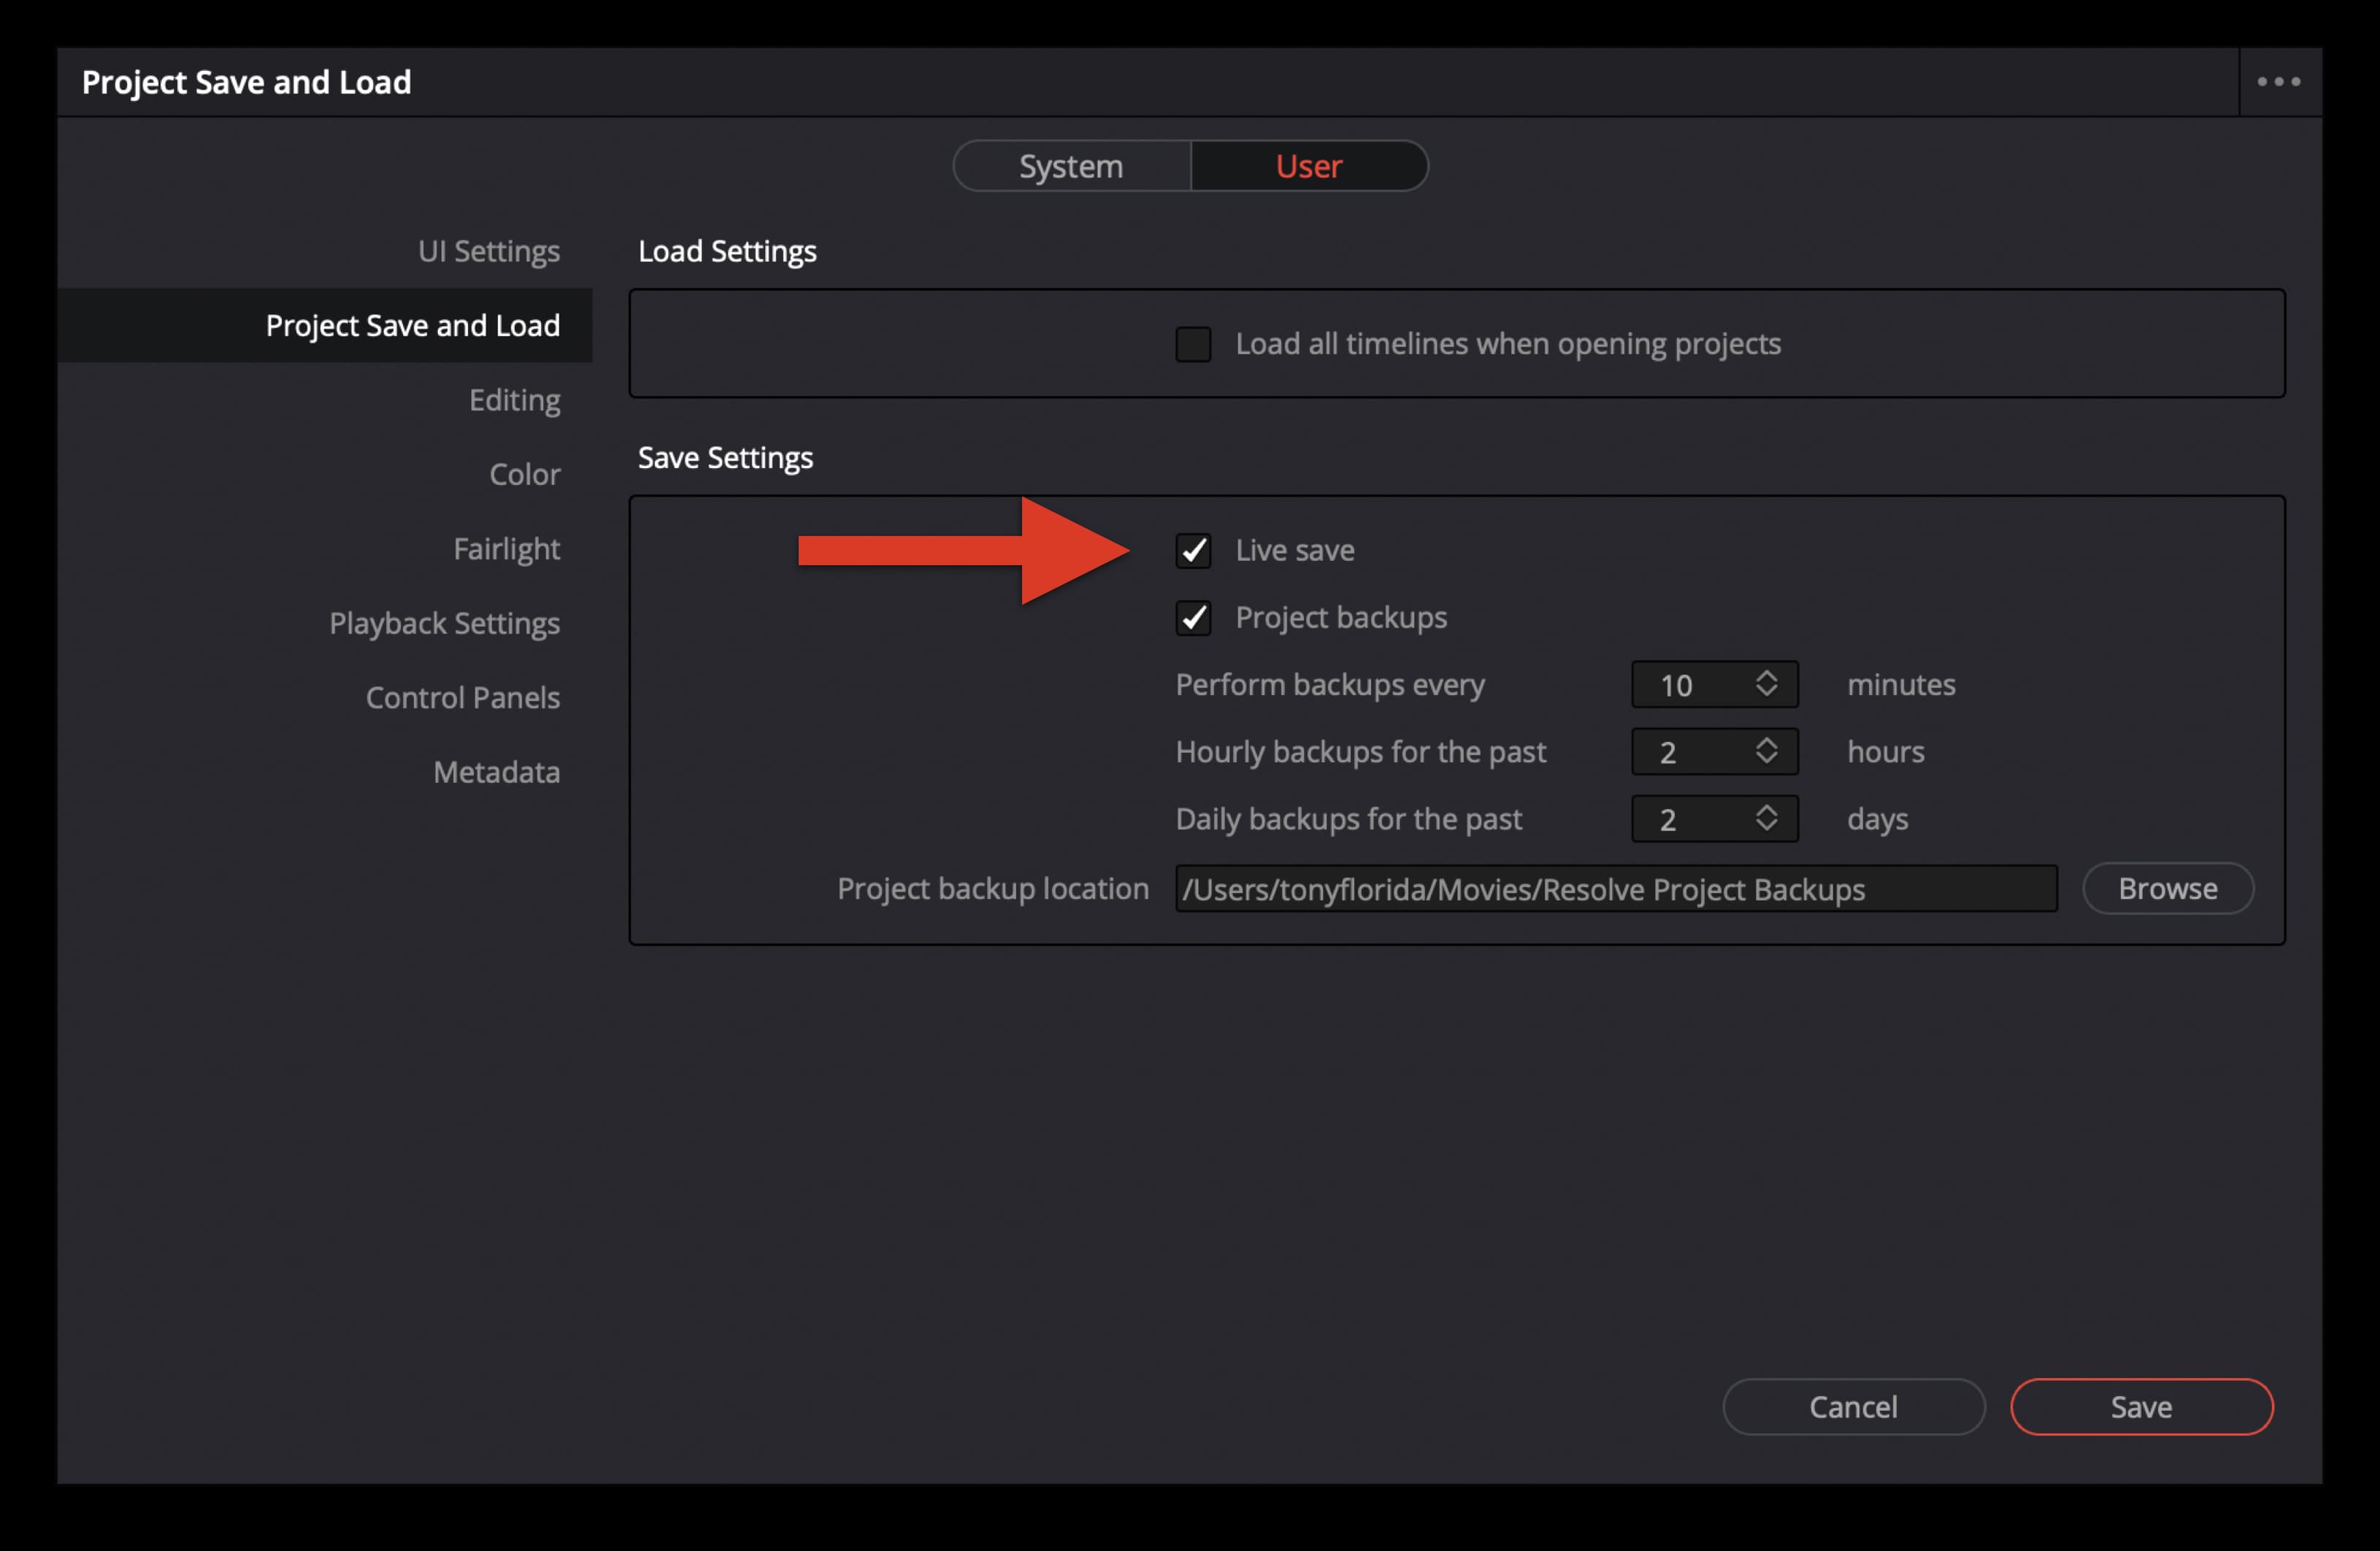 Project Save and Load
System User
UI Settings
Project Save and Load
Editing
Color
Fairlight
Playback Settings
Control Panels
Metadata
Load Settings
Load all timelines when opening projects
Save Settings
Live save
Project backups
Perform backups every 10 minutes
Hourly backups for the past 2 hours
Daily backups for the past 2 days
Project backup location /Users/tonyflorida/Movies/Resolve Project Backups Browse
Cancel Save